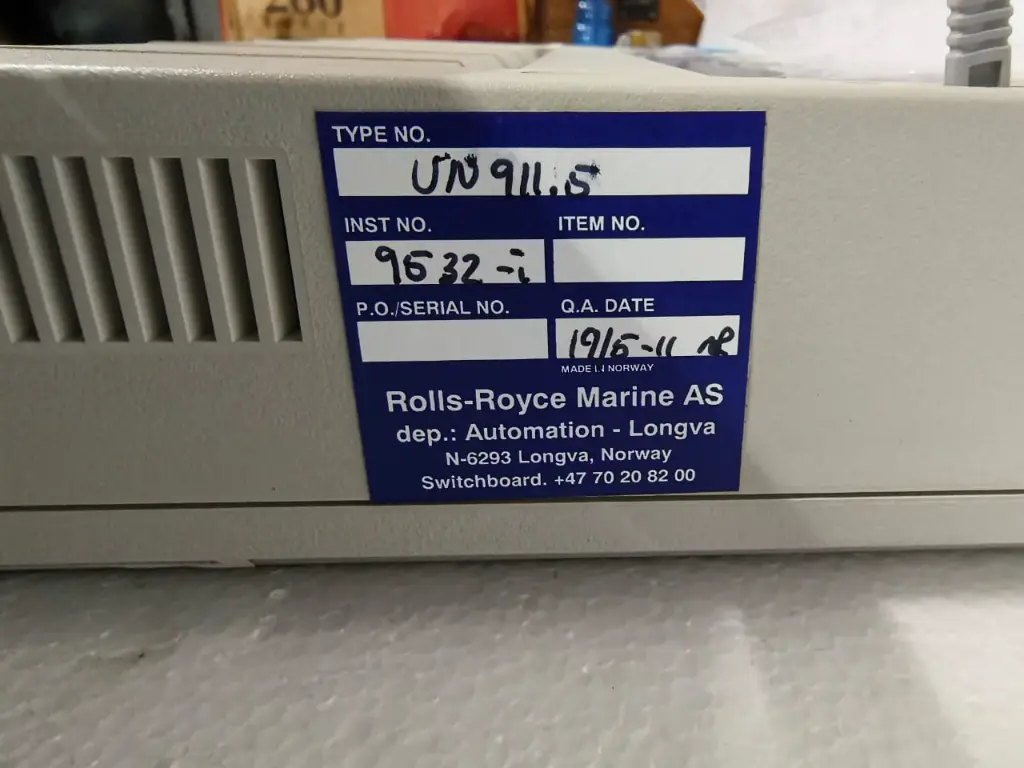 200
TYPE NO.
UN 911.5
INST NO. ITEM NO.
9532-i
P.O./SERIAL NO. Q.A. DATE
19/5-11
MADE IN NORWAY
Rolls-Royce Marine AS
dep.: Automation - Longva
N-6293 Longva, Norway
Switchboard. +47 70 20 82 00